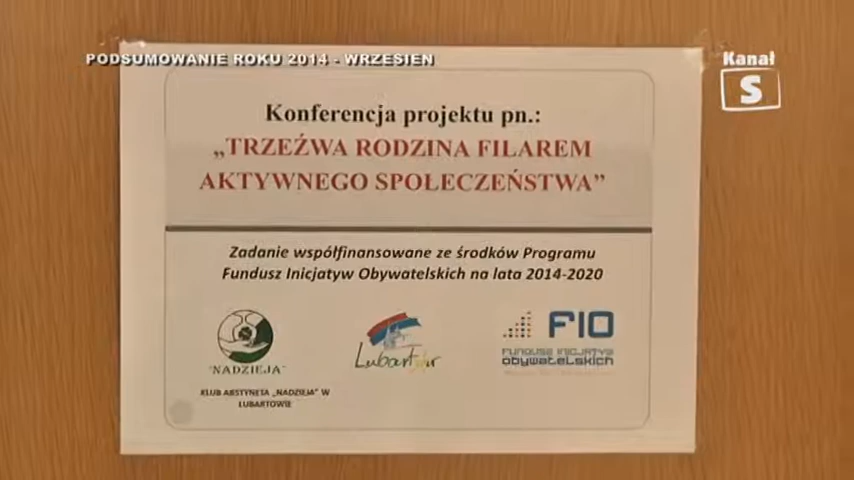 PODSUMOWANIE ROKU 2014 - WRZESIEŃ
Kanał
S
Konferencja projektu pn.:
„TRZEŹWA RODZINA FILAREM
AKTYWNEGO SPOŁECZEŃSTWA”
Zadanie współfinansowane ze środków Programu
Fundusz Inicjatyw Obywatelskich na lata 2014-2020
"NADZIEJA"
KLUB ABSTYNETA „NADZIEJA” W
LUBARTOWIE
Lubartów
FIO
FUNDUSZ INICJATYW
OBYWATELSKICH